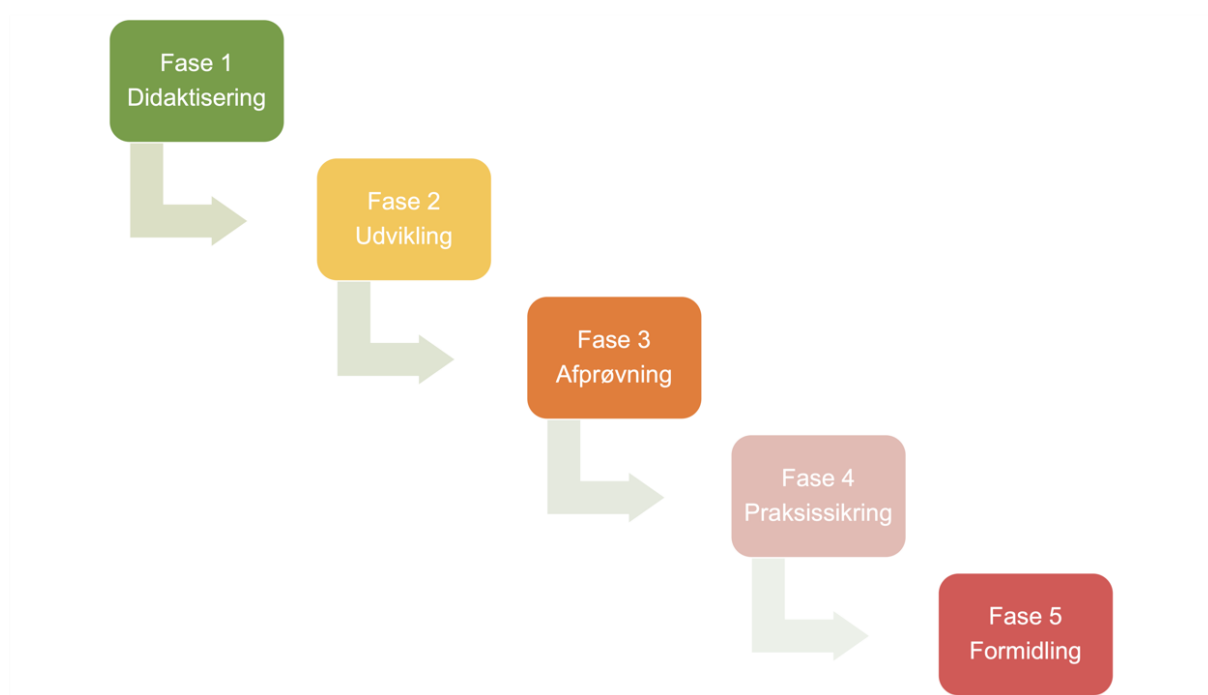 Fase 1
Didaktisering
Fase 2
Udvikling
Fase 3
Afprøvning
Fase 4
Praksissikring
Fase 5
Formidling